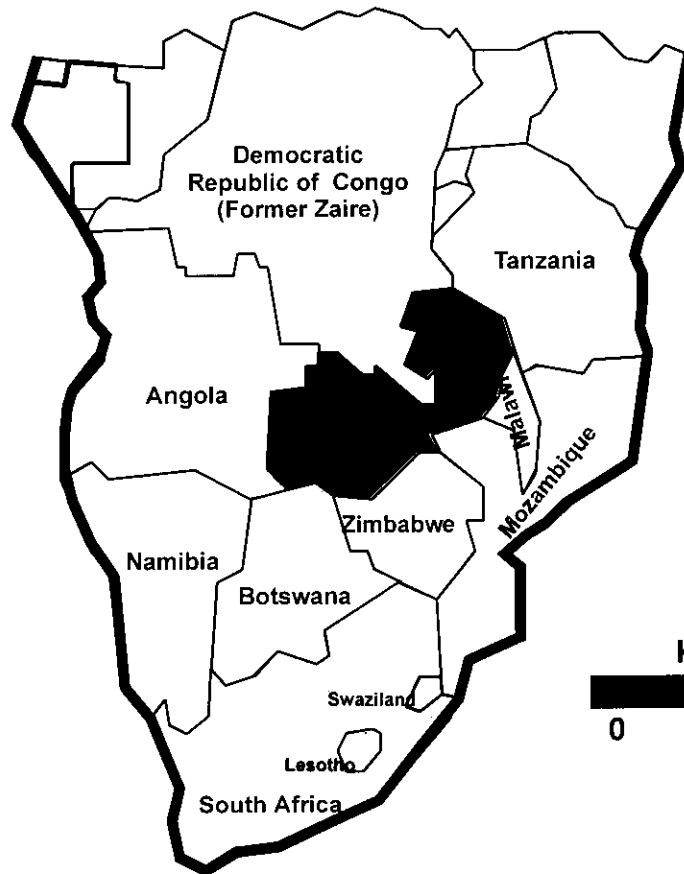 Democratic
Republic of Congo
(Former Zaire)
Tanzania
Angola
Malawi
Mozambique
Zimbabwe
Namibia
Botswana
Swaziland
Lesotho
South Africa
0